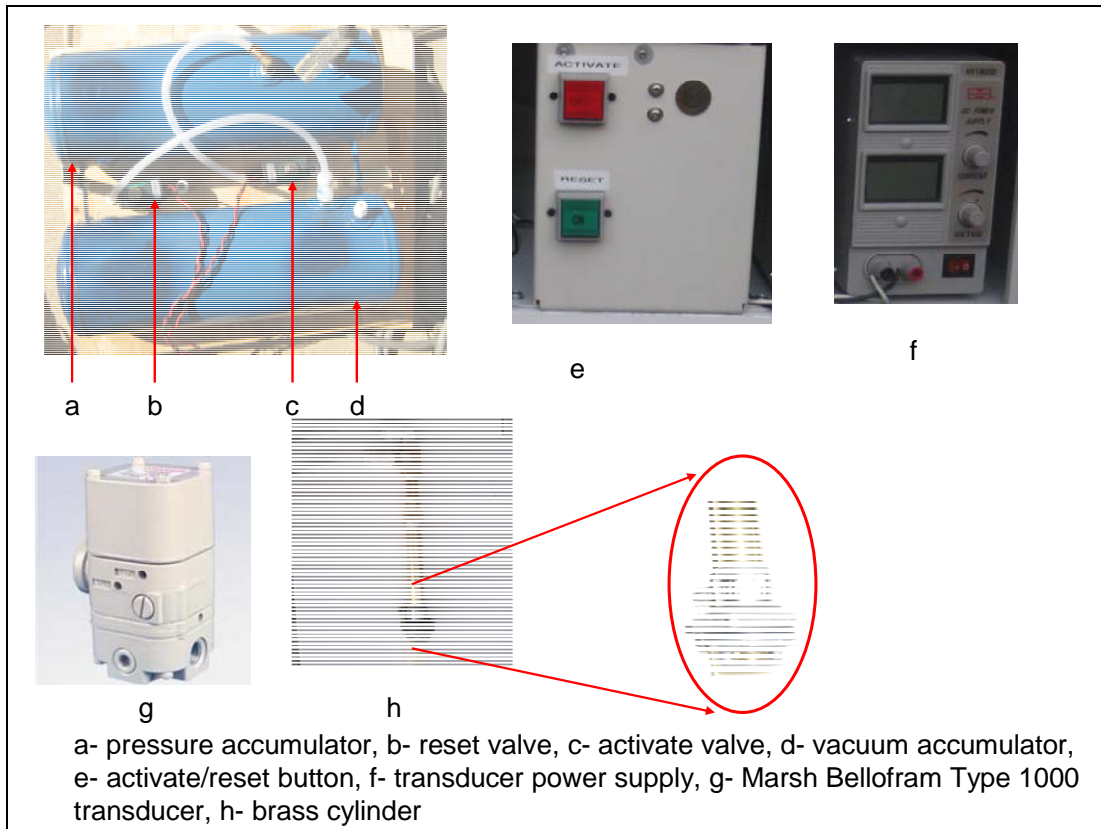 ACTIVATE
RESET
ON
DC POWER
SUPPLY
CURRENT
VOLTAGE
e
f
a b c d
g
h
a- pressure accumulator, b- reset valve, c- activate valve, d- vacuum accumulator,
e- activate/reset button, f- transducer power supply, g- Marsh Bellofram Type 1000
transducer, h- brass cylinder